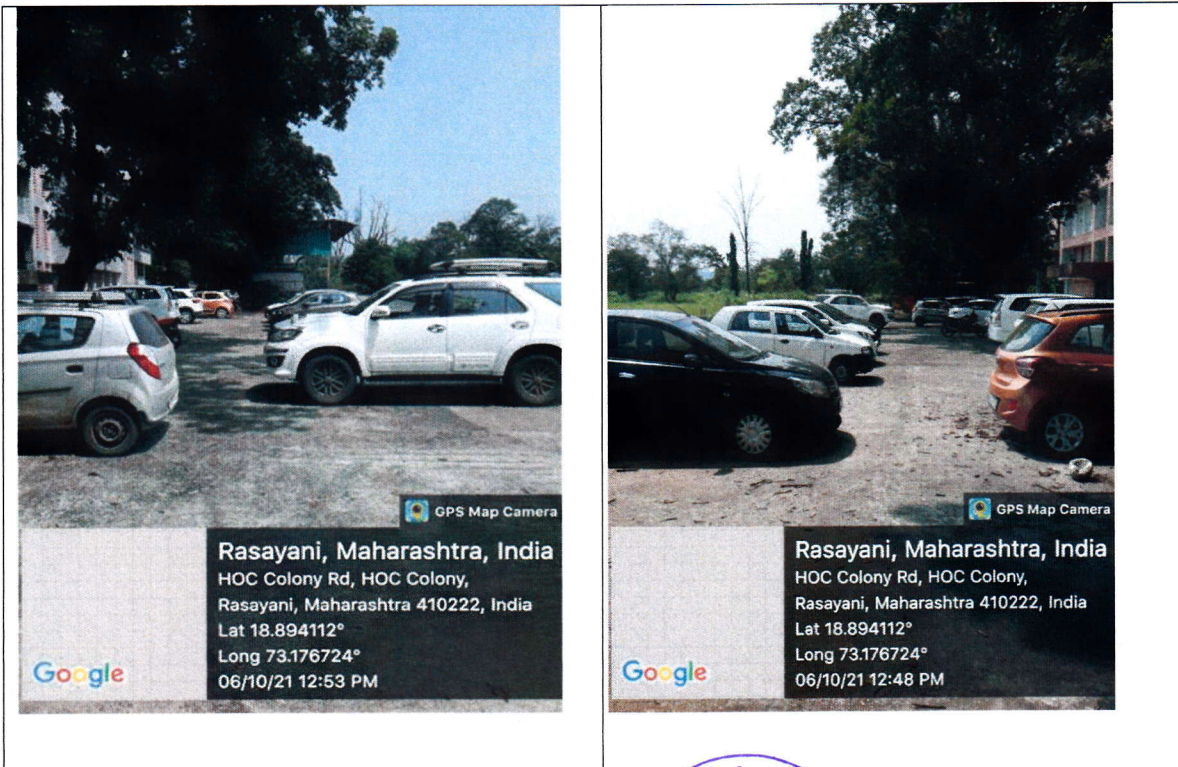 GPS Map Camera
Rasayani, Maharashtra, India
HOC Colony Rd, HOC Colony,
Rasayani, Maharashtra 410222, India
Lat 18.894112°
Long 73.176724°
06/10/21 12:53 PM
Google
GPS Map Camera
Rasayani, Maharashtra, India
HOC Colony Rd, HOC Colony,
Rasayani, Maharashtra 410222, India
Lat 18.894112°
Long 73.176724°
06/10/21 12:48 PM
Google